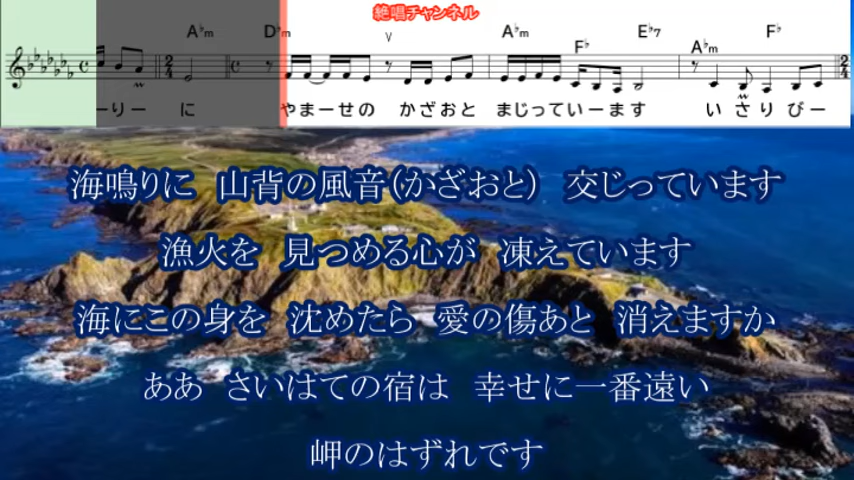 絶唱チャンネル
A♭m D♭m A♭m F♭ E♭7 A♭m F♭
ーりー に やまーせの かざおと まじっていーます いさりびー
海鳴りに 山背の風音(かざおと) 交じっています
漁火を 見つめる心が 凍えています
海にこの身を 沈めたら 愛の傷あと 消えますか
ああ さいはての宿は 幸せに一番遠い
岬のはずれです